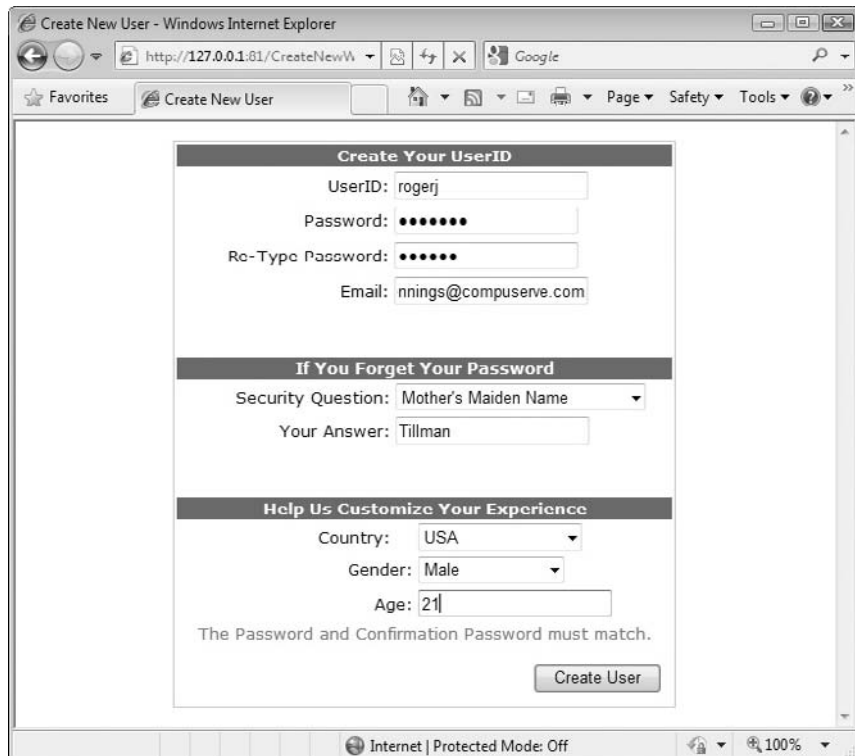 Create New User - Windows Internet Explorer
http://127.0.0.1:81/CreateNewW
Google
Favorites
Create New User
Page
Safety
Tools
Create Your UserID
UserID: rogerj
Password: •••••••
Re-Type Password: ••••••
Email: nnings@compuserve.com
If You Forget Your Password
Security Question: Mother's Maiden Name
Your Answer: Tillman
Help Us Customize Your Experience
Country: USA
Gender: Male
Age: 21
The Password and Confirmation Password must match.
Create User
Internet | Protected Mode: Off
100%